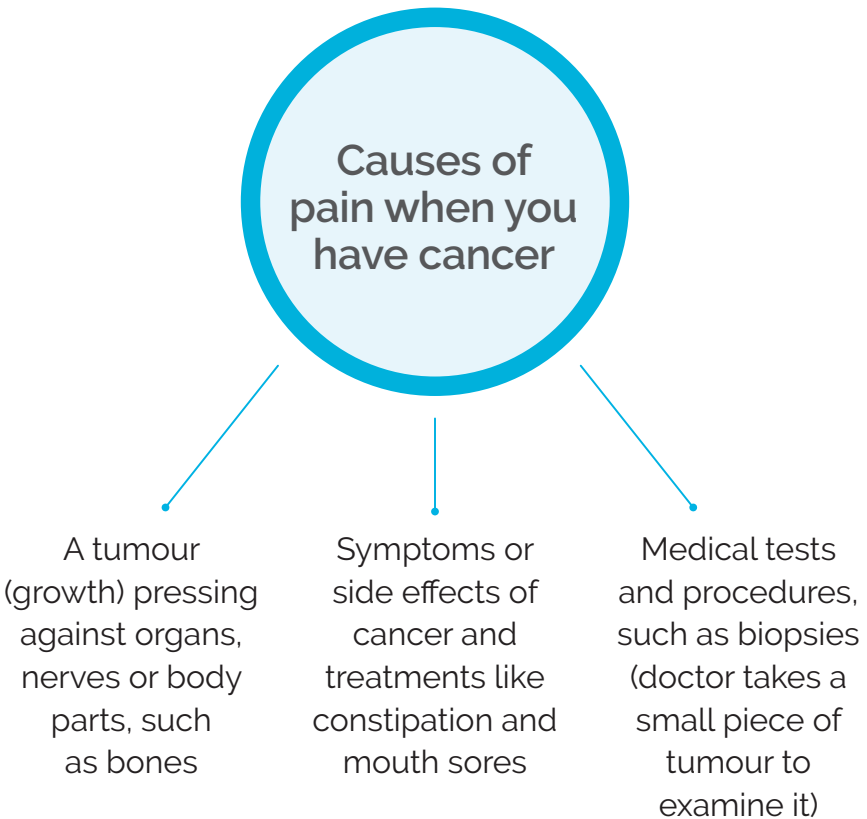 Causes of
pain when you
have cancer
A tumour
(growth) pressing
against organs,
nerves or body
parts, such
as bones
Symptoms or
side effects of
cancer and
treatments like
constipation and
mouth sores
Medical tests
and procedures,
such as biopsies
(doctor takes a
small piece of
tumour to
examine it)